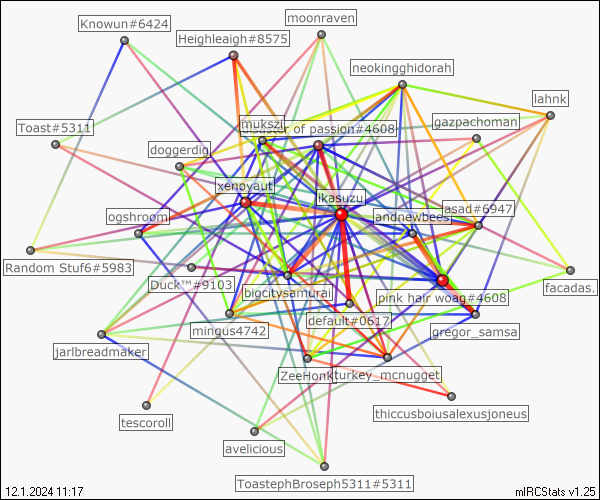 moonraven
Knowun#6424
Heighleaigh#8575
neokingghidorah
lahnk
gazpachoman
Toast#5311
mukszi
disaster of passion#4608
doggerdig
xenoyaut
ikasuzu
asad#6947
ogshroom
andnewbees
Random Stuf6#5983
Duck™#9103
bigcitysamurai
pink hair woag#4608
facadas.
mingus4742
default#0617
gregor_samsa
jarlbreadmaker
ZeeHonk
turkey_mcnugget
thiccusboiusalexusjoneus
tescoroll
avelicious
ToastephBroseph5311#5311
12.1.2024 11:17
mIRCStats v1.25